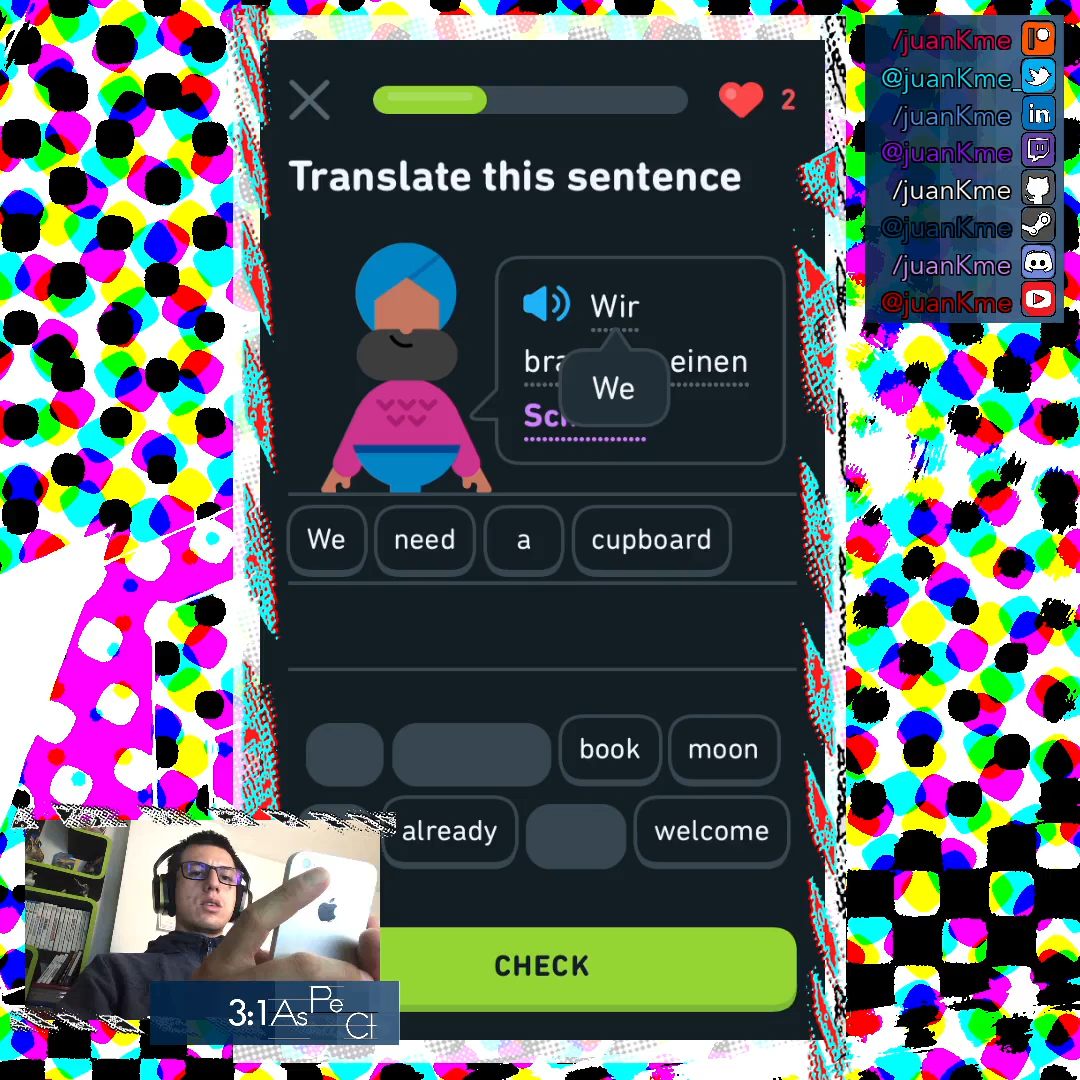 /juanKme
@juanKme_
/juanKme
@juanKme
/juanKme
@juanKme
/juanKme
@juanKme
2
Translate this sentence
Wir
einen
We
We need a cupboard
book moon
already welcome
CHECK
3:1 AsPeCt